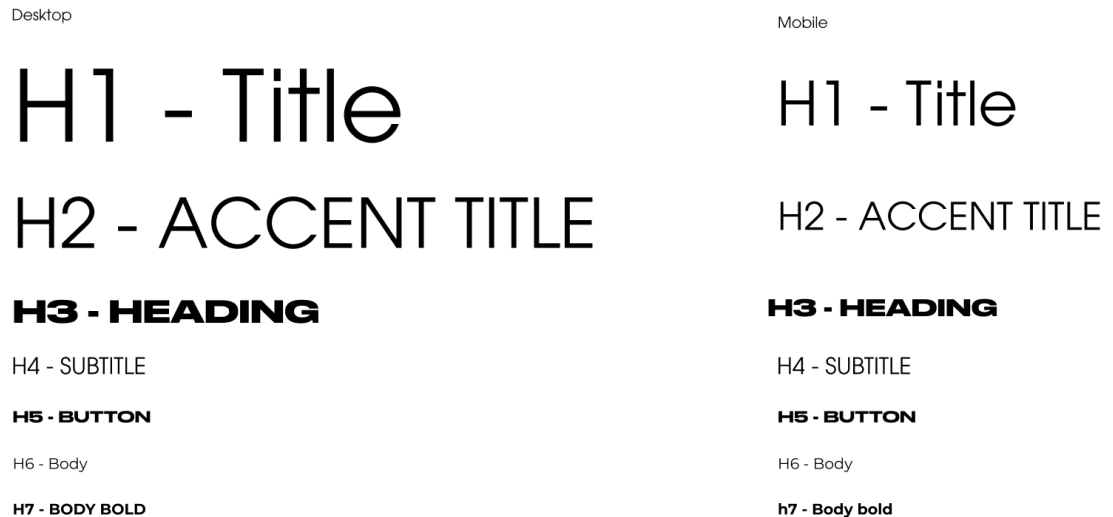 Desktop
H1 - Title
H2 - ACCENT TITLE
H3 - HEADING
H4 - SUBTITLE
H5 - BUTTON
H6 - Body
H7 - BODY BOLD
Mobile
H1 - Title
H2 - ACCENT TITLE
H3 - HEADING
H4 - SUBTITLE
H5 - BUTTON
H6 - Body
h7 - Body bold